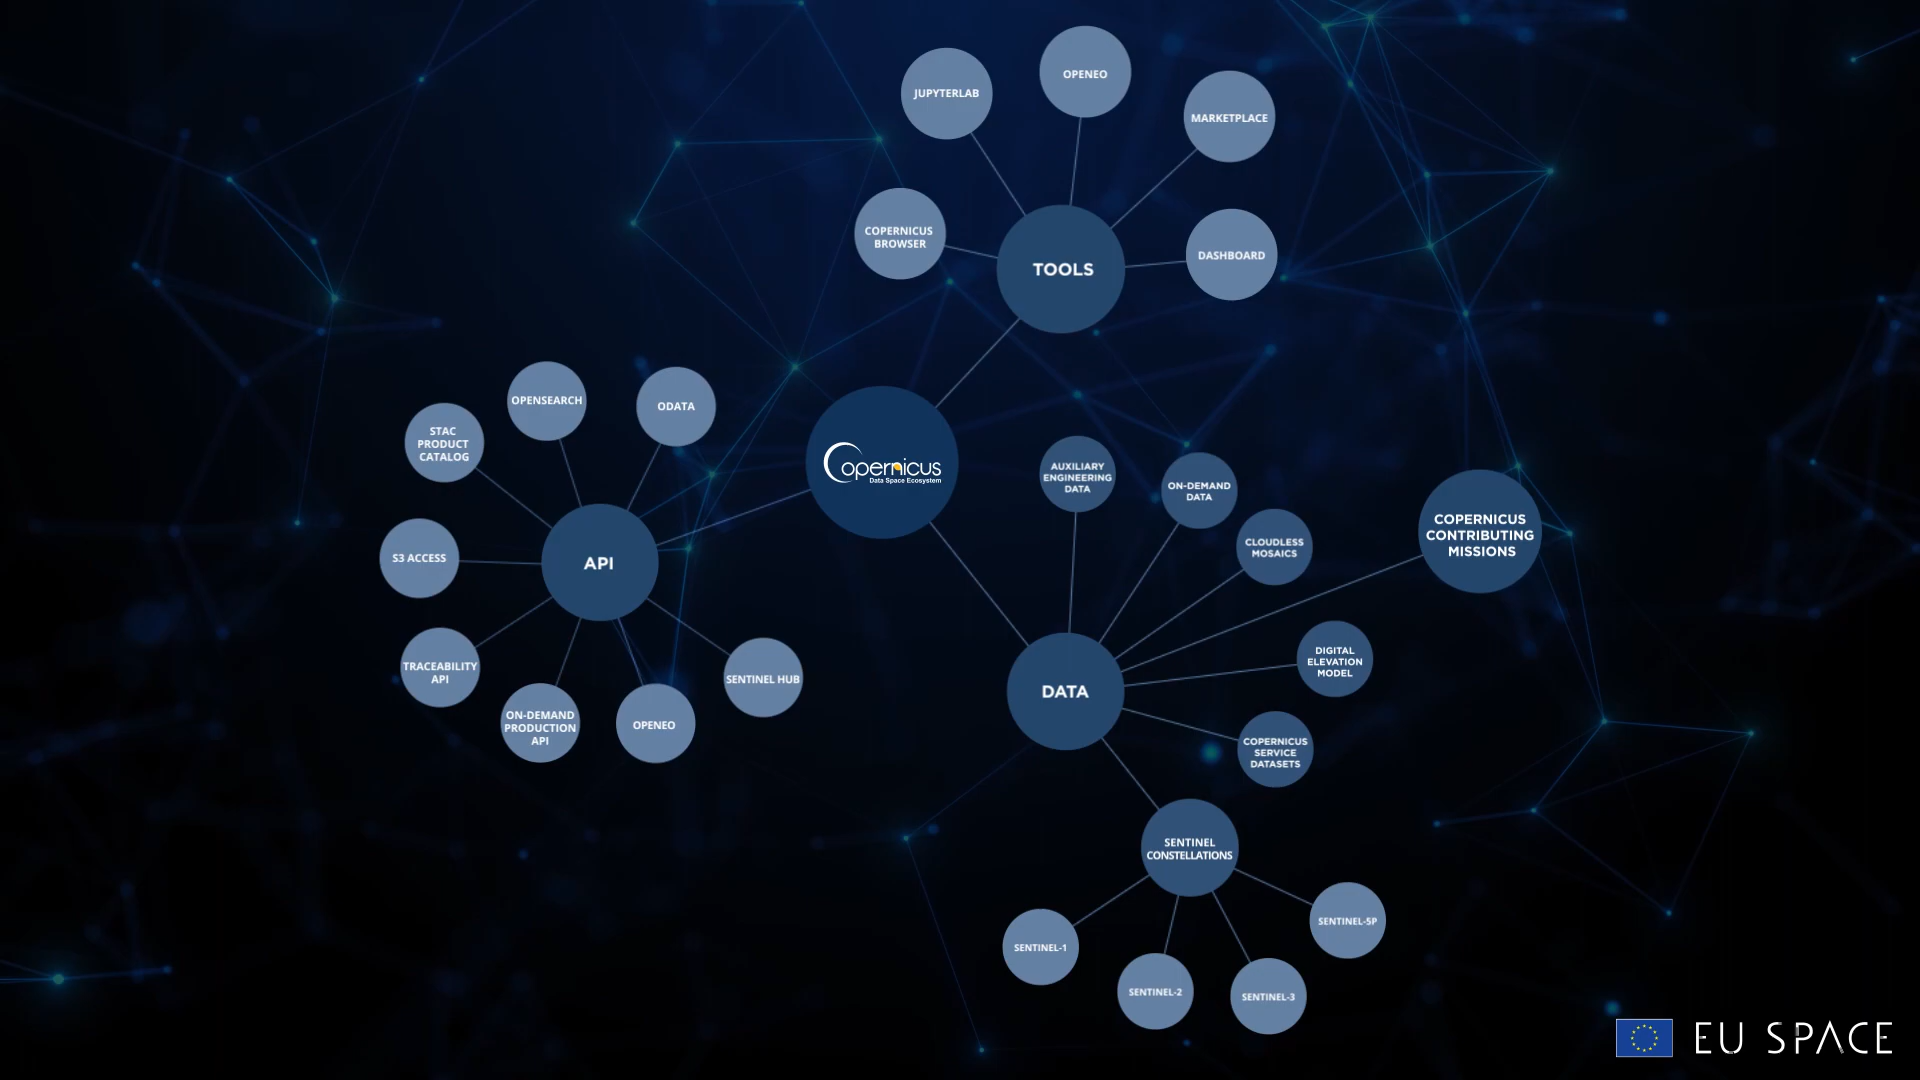 JUPYTERLAB
OPENEO
MARKETPLACE
COPERNICUS
BROWSER
TOOLS
DASHBOARD
OPENSEARCH
ODATA
STAC
PRODUCT
CATALOG
S3 ACCESS
API
TRACEABILITY
API
ON-DEMAND
PRODUCTION
API
OPENEO
SENTINEL HUB
Copernicus
Data Space Ecosystem
AUXILIARY
ENGINEERING
DATA
ON-DEMAND
DATA
CLOUDLESS
MOSAICS
COPERNICUS
CONTRIBUTING
MISSIONS
DIGITAL
ELEVATION
MODEL
DATA
COPERNICUS
SERVICE
DATASETS
SENTINEL
CONSTELLATIONS
SENTINEL-1
SENTINEL-2
SENTINEL-3
SENTINEL-5P
EU SPACE